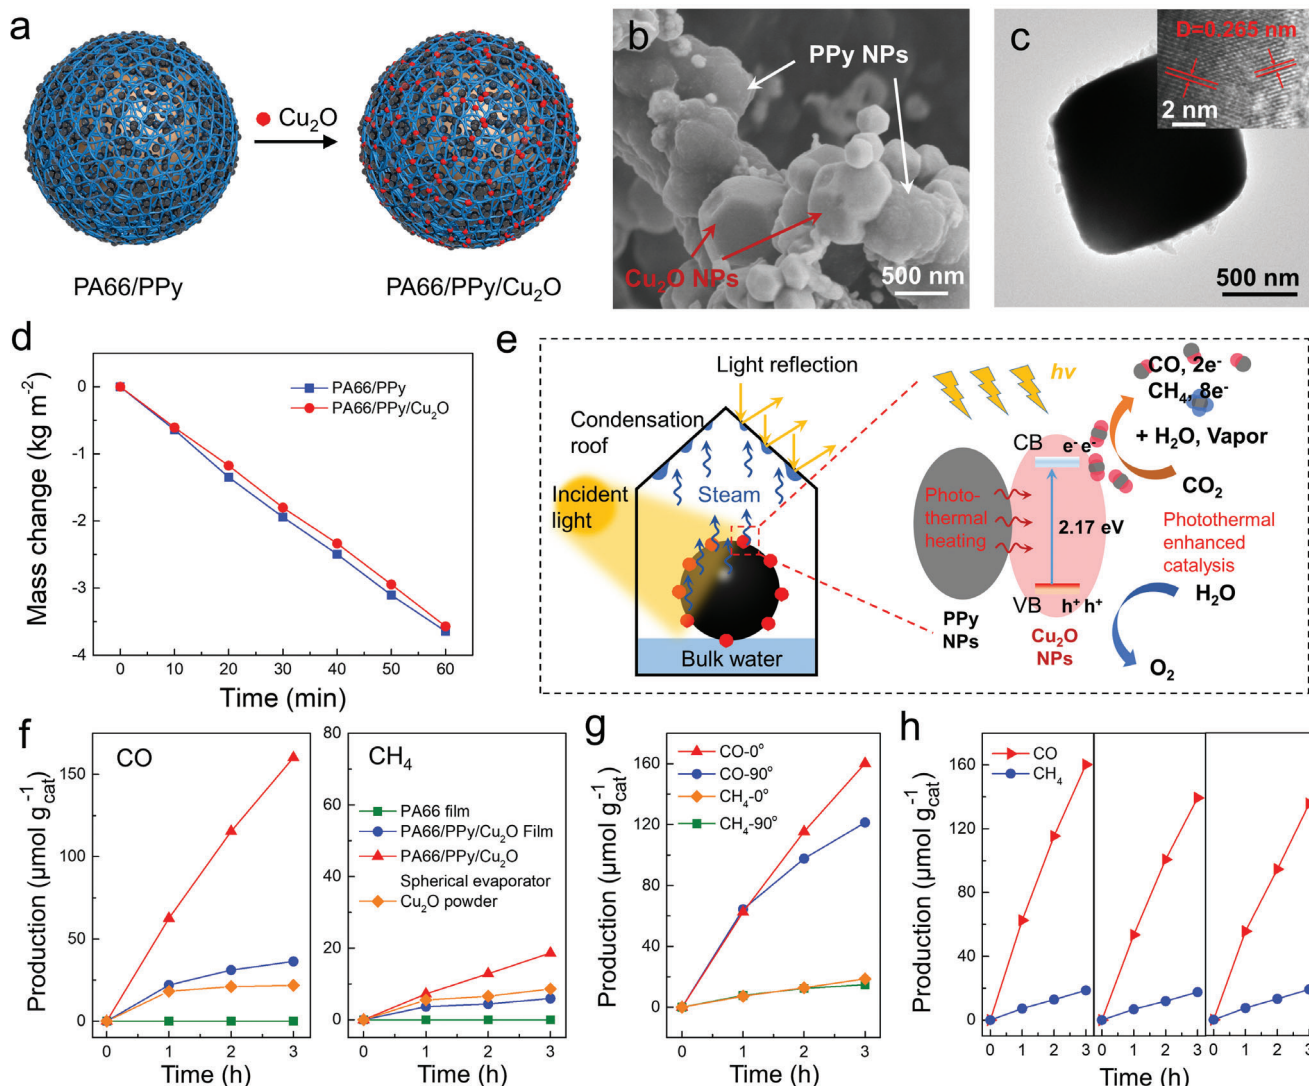 a
Cu₂O
PA66/PPy
PA66/PPy/Cu₂O
b
PPy NPs
Cu₂O NPs
500 nm
c
D=0.265 nm
2 nm
500 nm
d
Mass change (kg m⁻²)
0
-1
-2
-3
-4
PA66/PPy
PA66/PPy/Cu₂O
0 10 20 30 40 50 60
Time (min)
e
Light reflection
Condensation
roof
Incident
light
Steam
Bulk water
hν
CO, 2e⁻
CH₄, 8e⁻
+ H₂O, Vapor
CO₂
CB e⁻ e⁻
Photo-
thermal
heating
2.17 eV
Photothermal
enhanced
catalysis
VB h⁺ h⁺
H₂O
O₂
PPy
NPs
Cu₂O
NPs
f
Production (μmol g⁻¹cat)
150
125
100
75
50
25
0
CO
0 1 2 3
Time (h)
80
60
40
20
0
CH₄
PA66 film
PA66/PPy/Cu₂O Film
PA66/PPy/Cu₂O
Spherical evaporator
Cu₂O powder
0 1 2 3
Time (h)
g
Production (μmol g⁻¹cat)
160
120
80
40
0
CO-0°
CO-90°
CH₄-0°
CH₄-90°
0 1 2 3
Time (h)
h
Production (μmol g⁻¹cat)
160
120
80
40
0
CO
CH₄
0 1 2 3 0 1 2 3 0 1 2 3
Time (h)